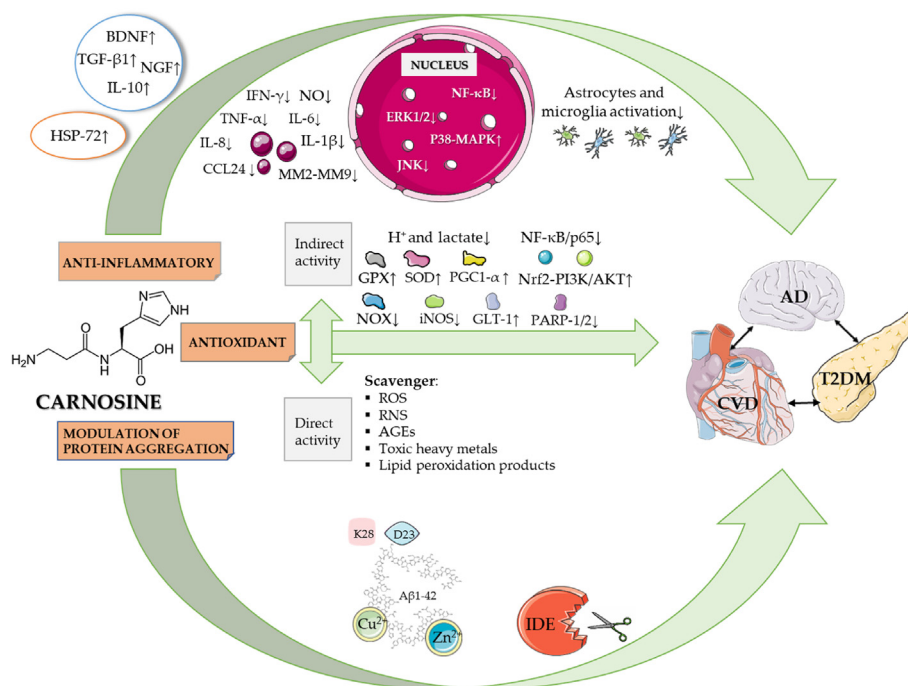 BDNF↑
TGF-β1↑ NGF↑
IL-10↑
HSP-72↑
IFN-γ↓ NO↓
TNF-α↓ IL-6↓
IL-8↓ IL-1β↓
CCL24↓ MM2-MM9↓
NUCLEUS
NF-κB↓
ERK1/2↓
P38-MAPK↑
JNK↓
Astrocytes and
microglia activation↓
ANTI-INFLAMMATORY
Indirect
activity
H⁺ and lactate↓ NF-κB/p65↓
GPX↑ SOD↑ PGC1-α↑ Nrf2-PI3K/AKT↑
NOX↓ iNOS↓ GLT-1↑ PARP-1/2↓
N
NH
O
H₂N
N
H
OH
O
CARNOSINE
ANTIOXIDANT
MODULATION OF
PROTEIN AGGREGATION
Direct
activity
Scavenger:
▪ ROS
▪ RNS
▪ AGEs
▪ Toxic heavy metals
▪ Lipid peroxidation products
AD
CVD
T2DM
K28 D23
Aβ1-42
Cu²⁺
Zn²⁺
IDE